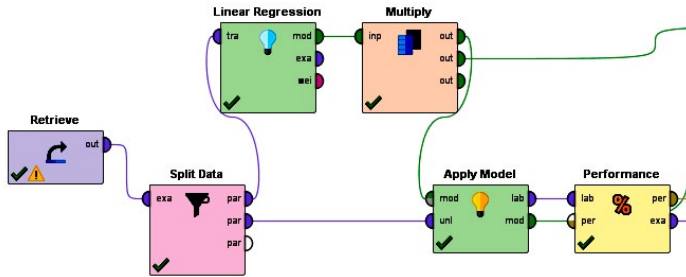 Linear Regression
Multiply
tra
mod
exa
wei
inp
out
out
out
Retrieve
out
Split Data
exa
par
par
par
Apply Model
mod
unl
lab
mod
Performance
lab
per
%
per
exa